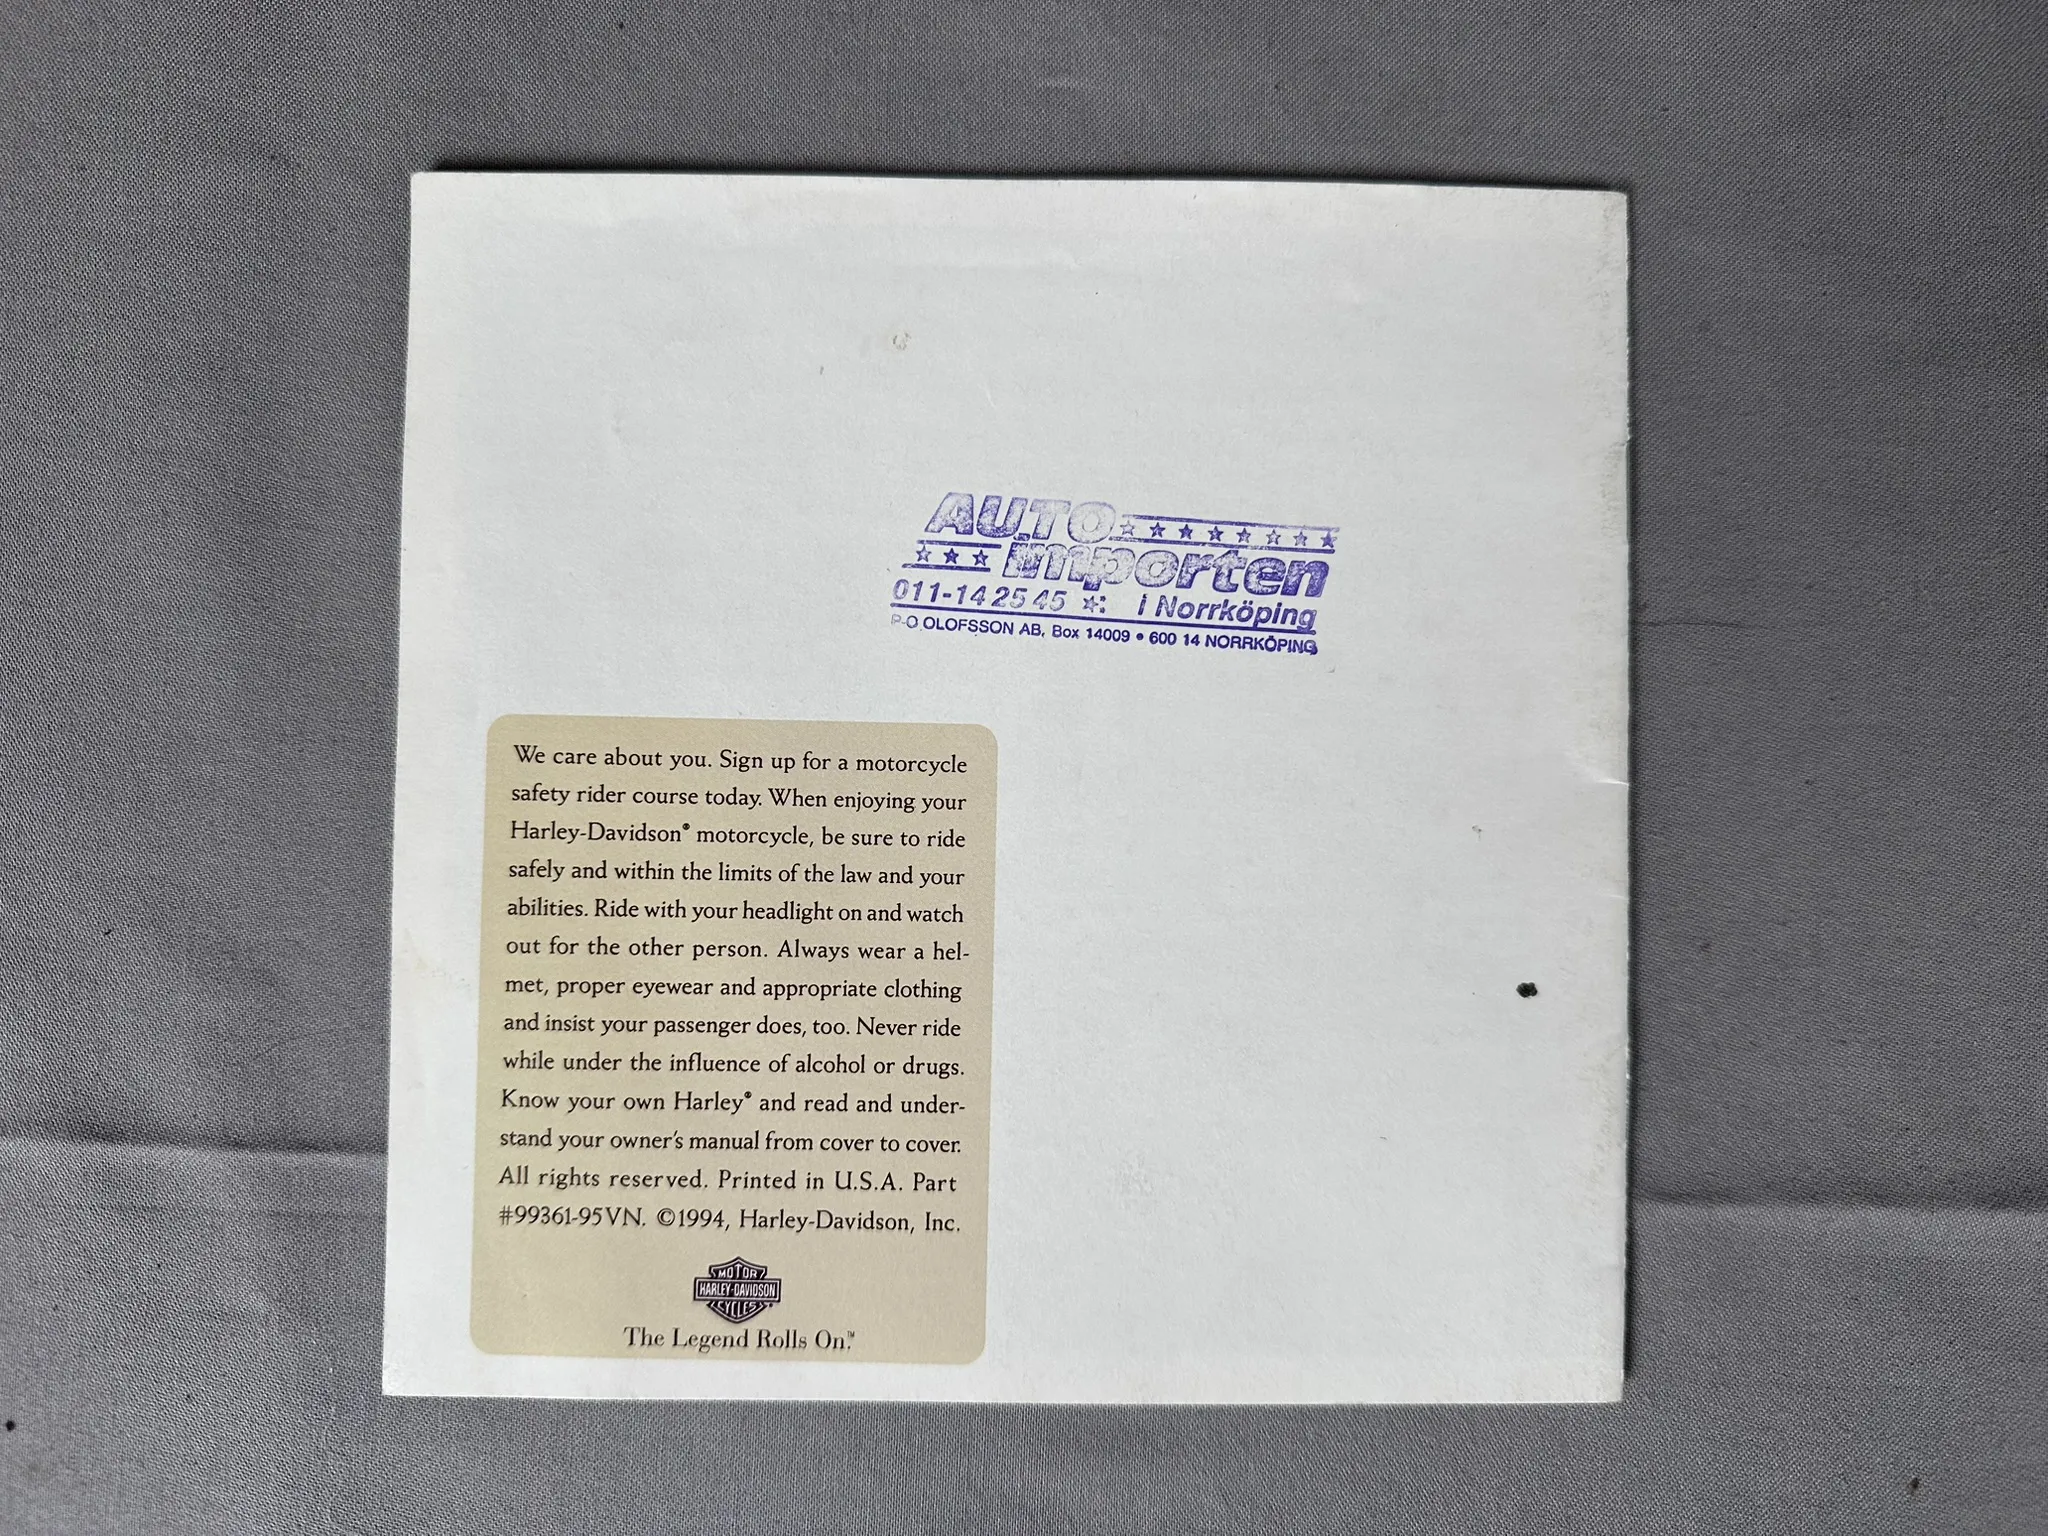 AUTO
importen
011-14 25 45 i Norrköping
P-O OLOFSSON AB, Box 14009 • 600 14 NORRKÖPING
We care about you. Sign up for a motorcycle
safety rider course today. When enjoying your
Harley-Davidson® motorcycle, be sure to ride
safely and within the limits of the law and your
abilities. Ride with your headlight on and watch
out for the other person. Always wear a hel-
met, proper eyewear and appropriate clothing
and insist your passenger does, too. Never ride
while under the influence of alcohol or drugs.
Know your own Harley® and read and under-
stand your owner's manual from cover to cover.
All rights reserved. Printed in U.S.A. Part
#99361-95VN. ©1994, Harley-Davidson, Inc.
MOTOR
HARLEY-DAVIDSON
CYCLES
The Legend Rolls On.™